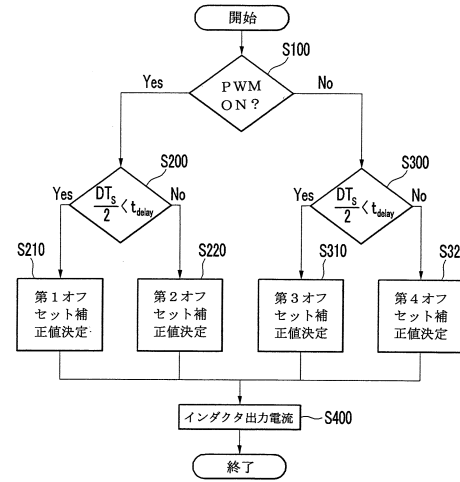 開始
S100
PWM
ON?
Yes
No
S200
DTs/2 < tdelay
Yes
No
S300
DTs/2 < tdelay
Yes
No
S210
第1オフ
セット補
正値決定
S220
第2オフ
セット補
正値決定
S310
第3オフ
セット補
正値決定
S32
第4オフ
セット補
正値決定
インダクタ出力電流
S400
終了